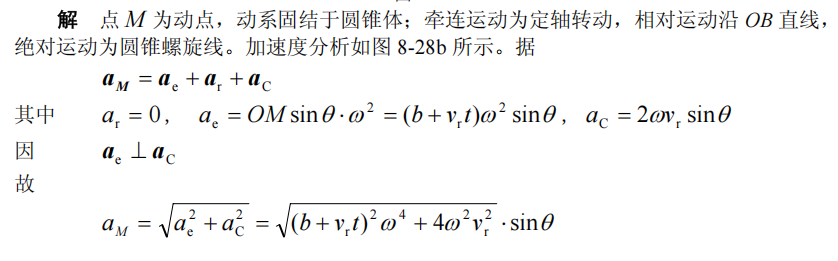 解 点 M 为动点，动系固结于圆锥体；牵连运动为定轴转动，相对运动沿 OB 直线，
绝对运动为圆锥螺旋线。加速度分析如图 8-28b 所示。据
a_M = a_e + a_r + a_C
其中 a_r = 0， a_e = OM sinθ·ω² = (b + v_r t)ω² sinθ，a_C = 2ωv_r sinθ
因 a_e ⊥ a_C
故
a_M = √(a_e² + a_C²) = √((b + v_r t)²ω⁴ + 4ω²v_r²) · sinθ